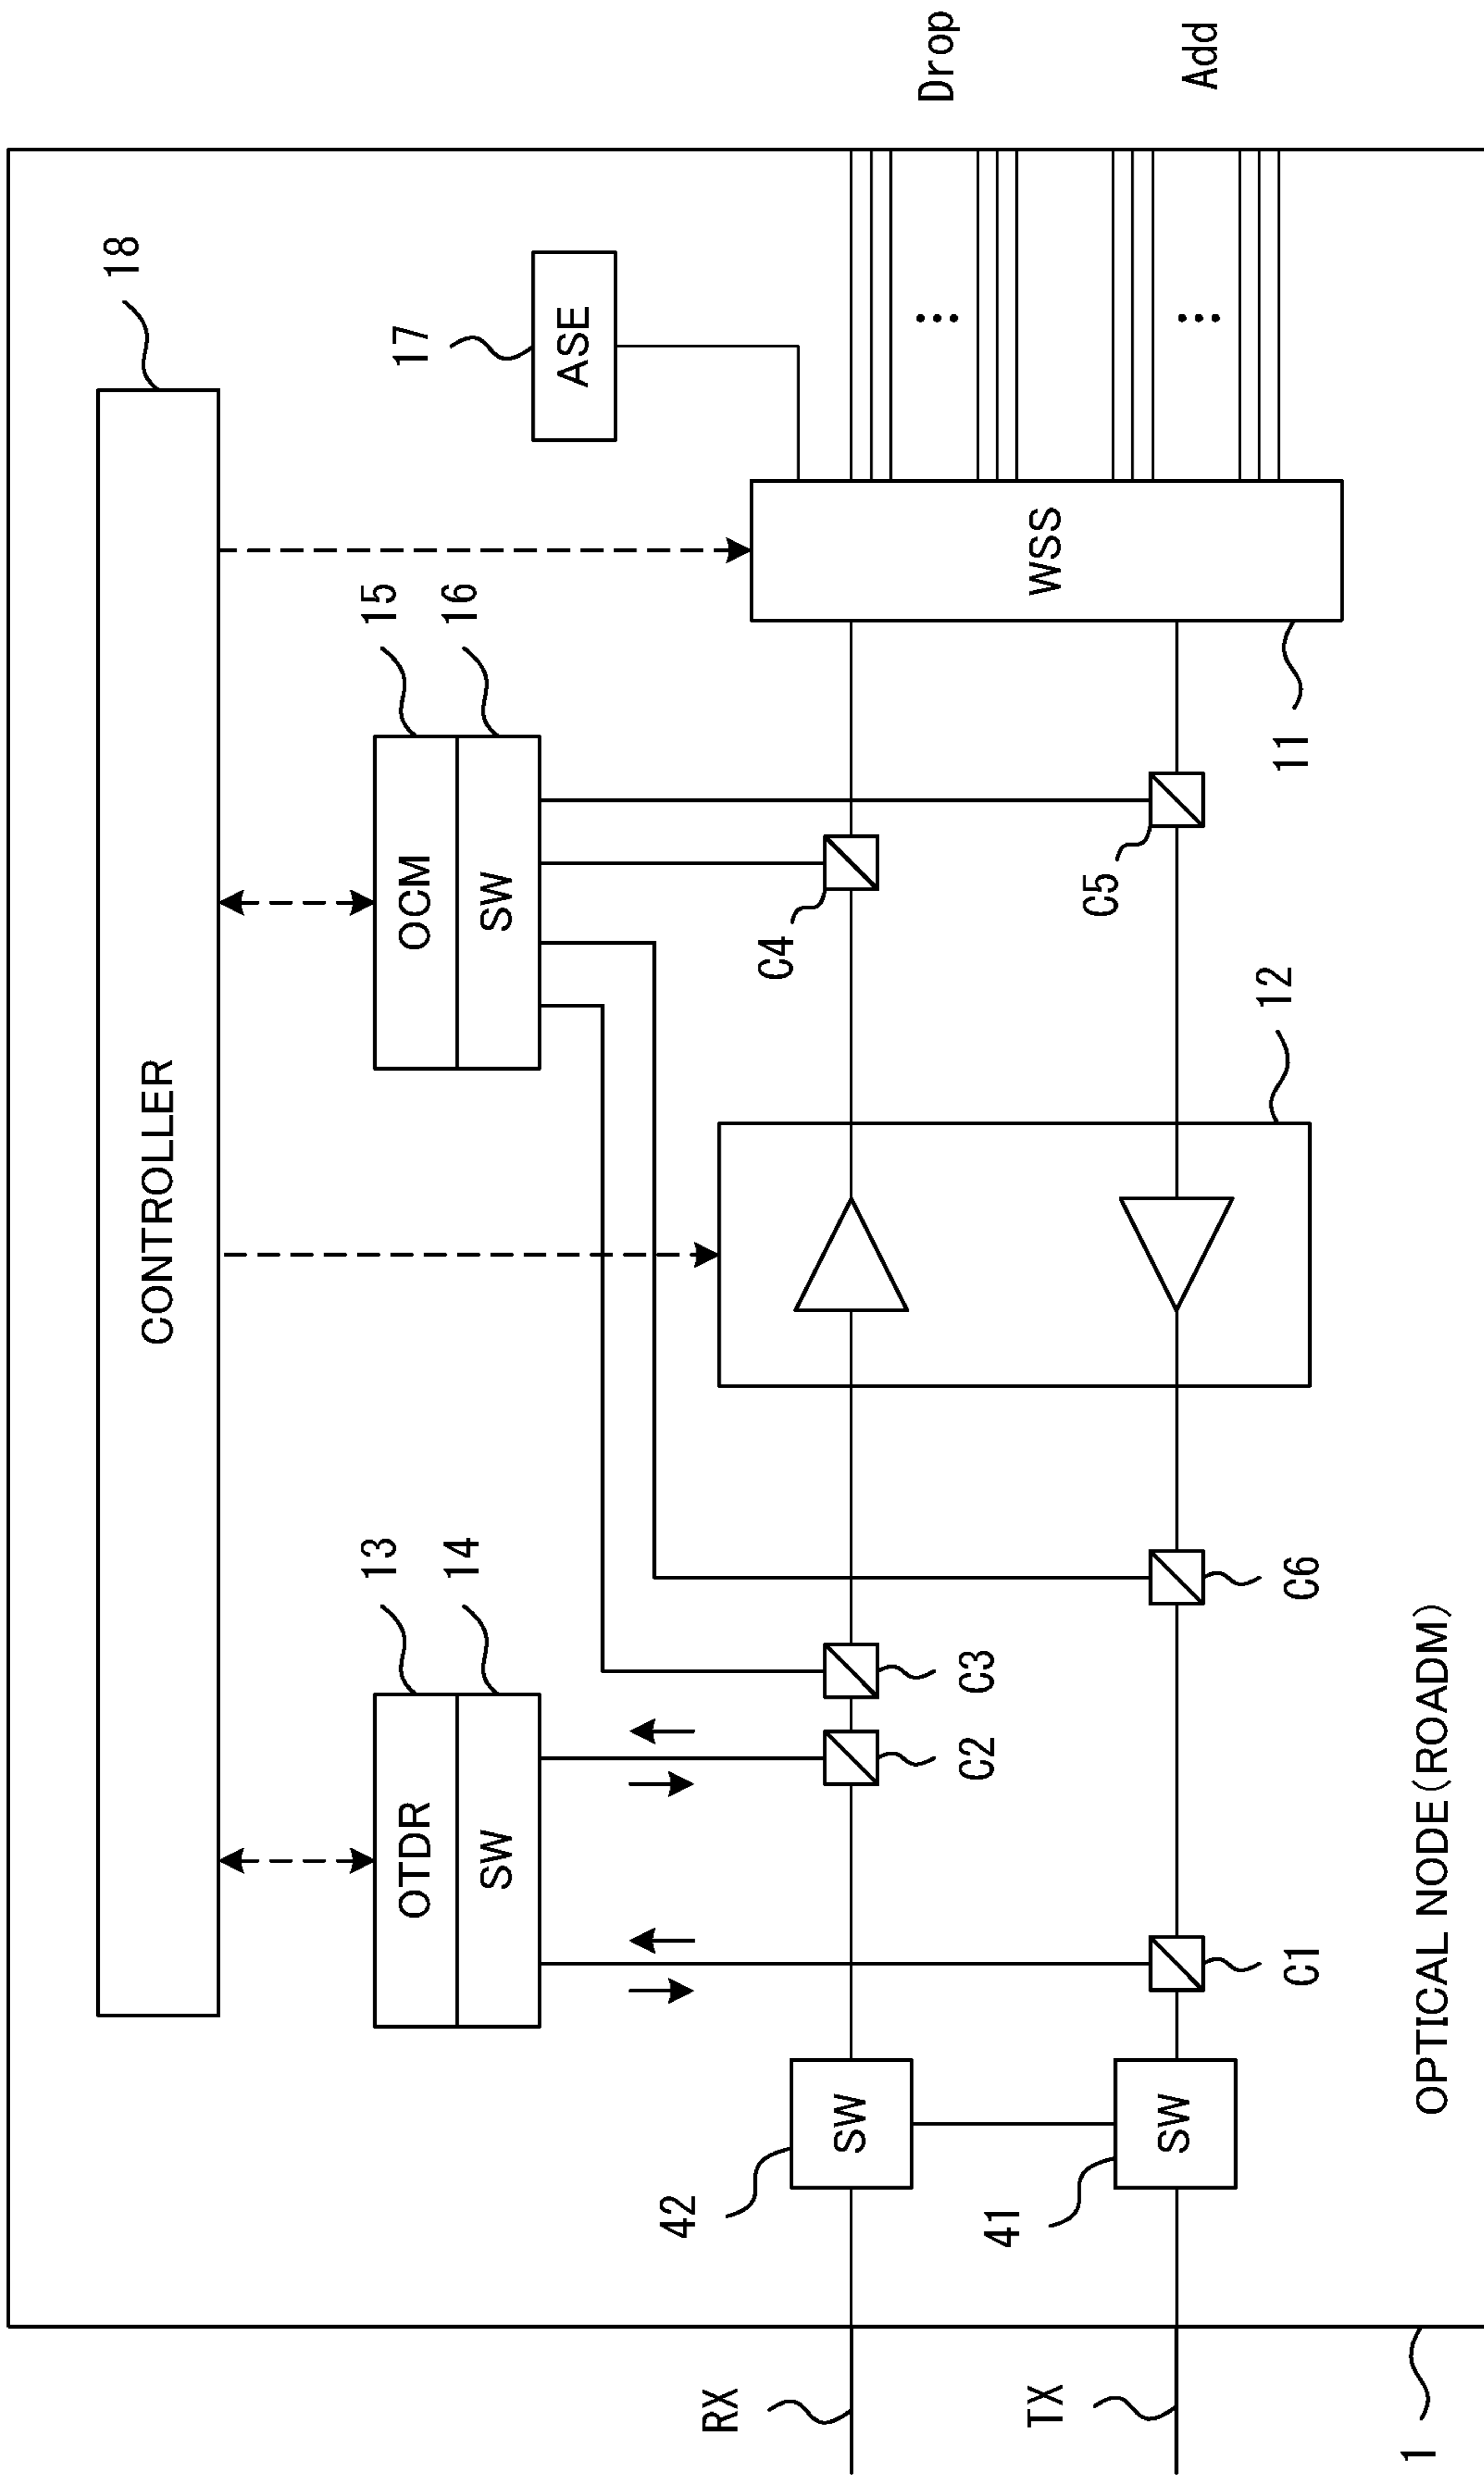 CONTROLLER
18
OTDR
13
SW
14
OCM
15
SW
16
ASE
17
Drop
Add
RX
TX
42
SW
41
SW
C1
C2
C3
C6
C4
C5
12
WSS
11
1
OPTICAL NODE(ROADM)